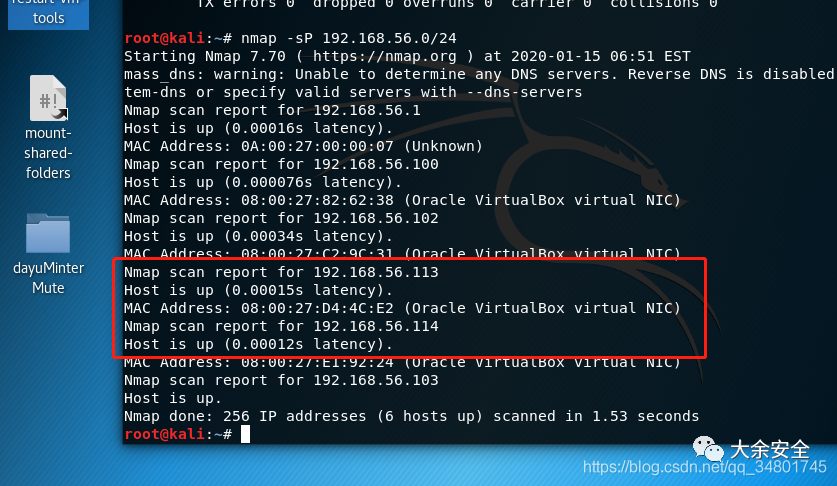 restart-vm-
tools
TX errors 0 dropped 0 overruns 0 carrier 0 collisions 0
root@kali:~# nmap -sP 192.168.56.0/24
Starting Nmap 7.70 ( https://nmap.org ) at 2020-01-15 06:51 EST
mass_dns: warning: Unable to determine any DNS servers. Reverse DNS is disabled
tem-dns or specify valid servers with --dns-servers
Nmap scan report for 192.168.56.1
Host is up (0.00016s latency).
MAC Address: 0A:00:27:00:00:07 (Unknown)
Nmap scan report for 192.168.56.100
Host is up (0.000076s latency).
MAC Address: 08:00:27:82:62:38 (Oracle VirtualBox virtual NIC)
Nmap scan report for 192.168.56.102
Host is up (0.00034s latency).
MAC Address: 08:00:27:C2:9C:31 (Oracle VirtualBox virtual NIC)
Nmap scan report for 192.168.56.113
Host is up (0.00015s latency).
MAC Address: 08:00:27:D4:4C:E2 (Oracle VirtualBox virtual NIC)
Nmap scan report for 192.168.56.114
Host is up (0.00012s latency).
MAC Address: 08:00:27:E1:92:24 (Oracle VirtualBox virtual NIC)
Nmap scan report for 192.168.56.103
Host is up.
Nmap done: 256 IP addresses (6 hosts up) scanned in 1.53 seconds
root@kali:~#
#!
mount-
shared-
folders
dayuMinter
Mute
大余安全
https://blog.csdn.net/qq_34801745